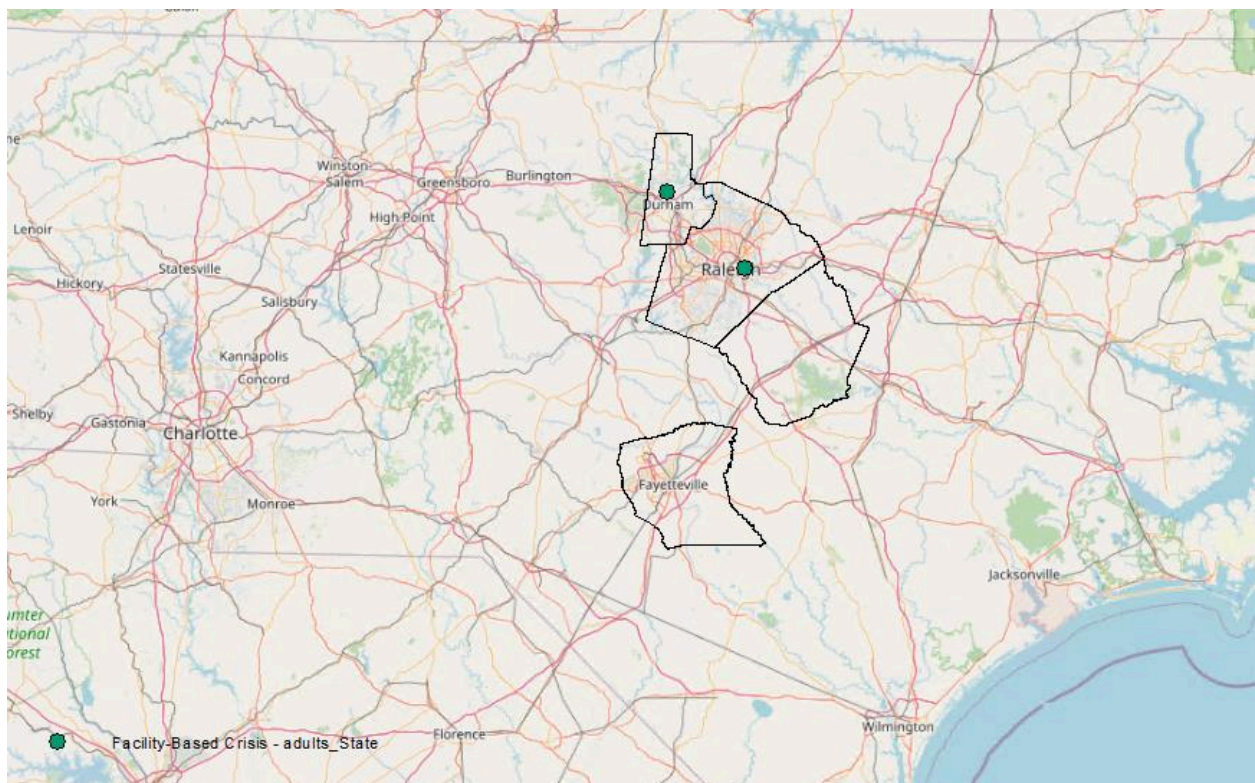 Winston
Salem
Greensboro
Burlington
High Point
Durham
Lenoir
Raleigh
Statesville
Hickory
Salisbury
Kannapolis
Concord
Shelby
Gastonia
Charlotte
York
Monroe
Fayetteville
Jacksonville
Florence
Wilmington
Facility-Based Crisis - adults_State